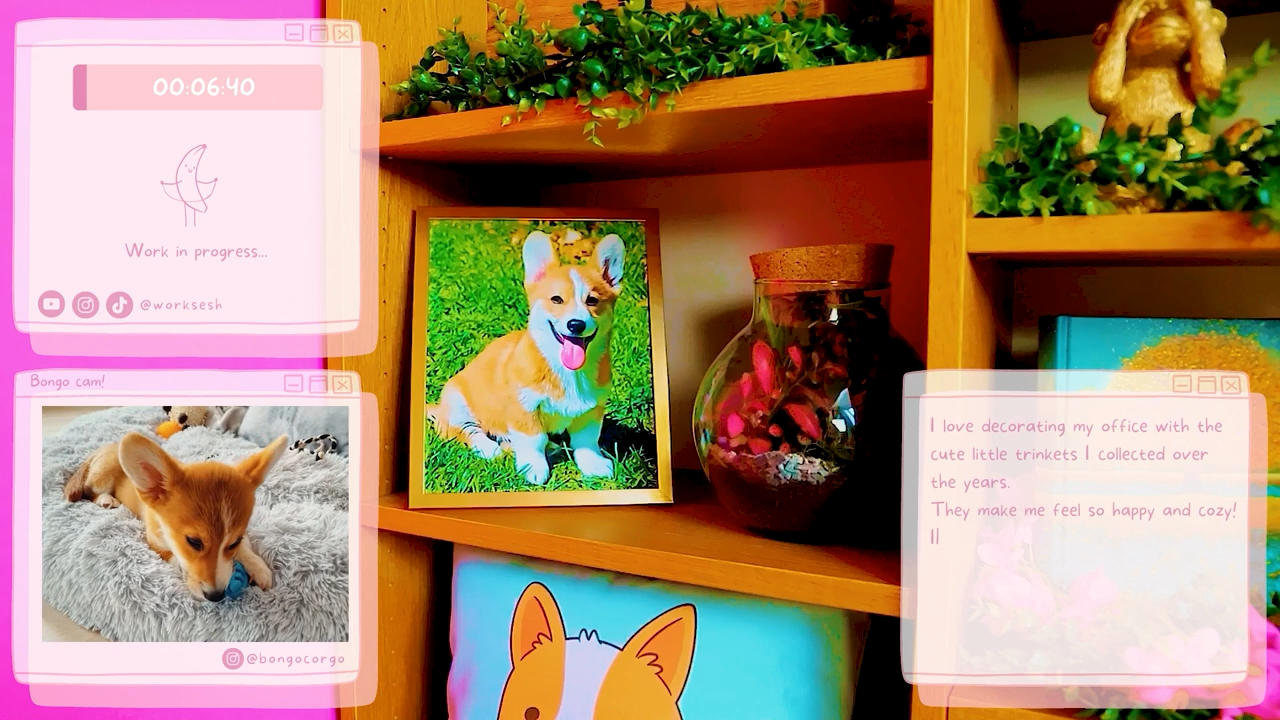 00:06:40
Work in progress...
@worksesh
Bongo cam!
@bongocorgo
I love decorating my office with the
cute little trinkets I collected over
the years.
They make me feel so happy and cozy!